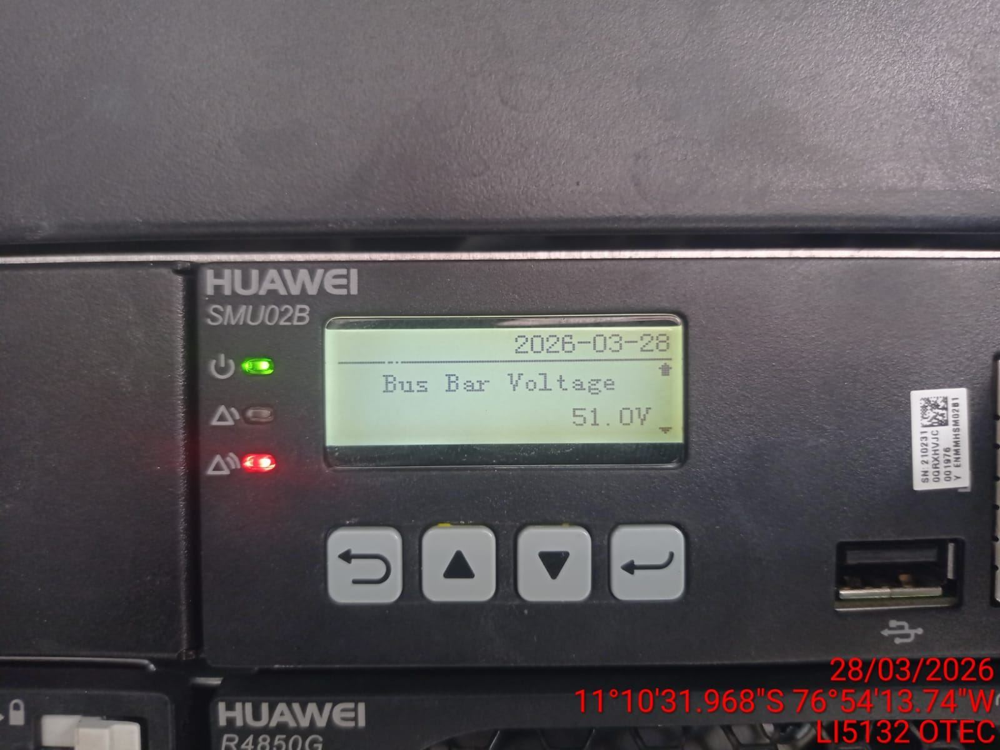 HUAWEI
SMU02B
2026-03-28
Bus Bar Voltage
51.0V
SN:210231
0QRXHVJC
001976
Y ENMMHSM02B1
HUAWEI
R4850G
28/03/2026
11°10'31.968"S 76°54'13.74"W
LI5132 OTEC